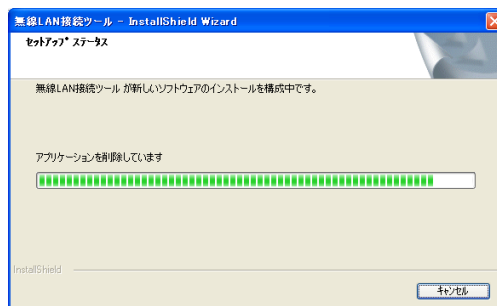 無線LAN接続ツール - InstallShield Wizard
ｾｯﾄｱｯﾌﾟ ｽﾃｰﾀｽ
無線LAN接続ツール が新しいソフトウェアのインストールを構成中です。
アプリケーションを削除しています
InstallShield
ｷｬﾝｾﾙ